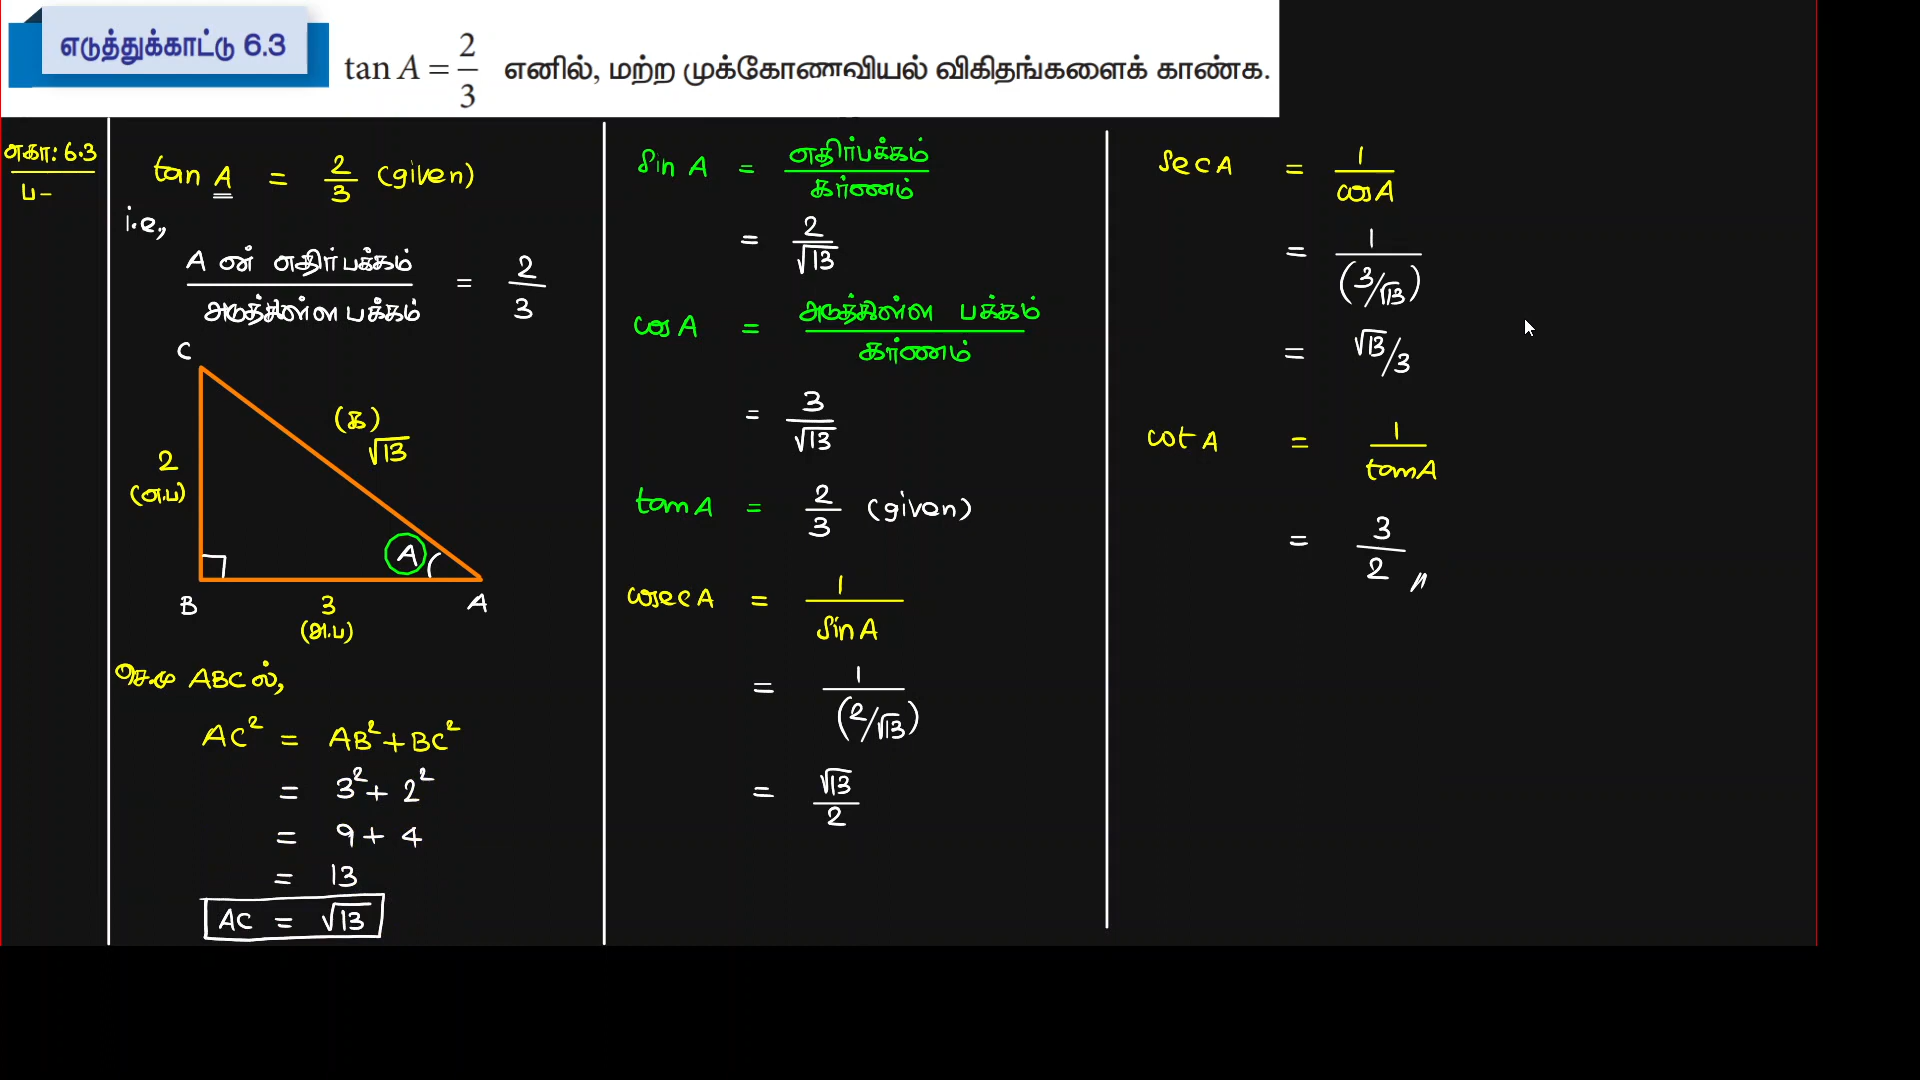 எடுத்துக்காட்டு 6.3
tan A = 2/3 எனில், மற்ற முக்கோணவியல் விகிதங்களைக் காண்க.
எகா: 6.3
tan A = 2/3 (given)
i.e.,
A ன் எதிர்பக்கம் / அடுத்துள்ள பக்கம் = 2/3
C
(க)
√13
2
(எ.ப)
A
B
3
A
(அ.ப)
செ.மு ABC ல்,
AC² = AB² + BC²
= 3² + 2²
= 9 + 4
= 13
AC = √13
sin A = எதிர்பக்கம் / கர்ணம்
= 2/√13
cos A = அடுத்துள்ள பக்கம் / கர்ணம்
= 3/√13
tan A = 2/3 (given)
cosec A = 1/sin A
= 1/(2/√13)
= √13/2
sec A = 1/cos A
= 1/(3/√13)
= √13/3
cot A = 1/tan A
= 3/2 //